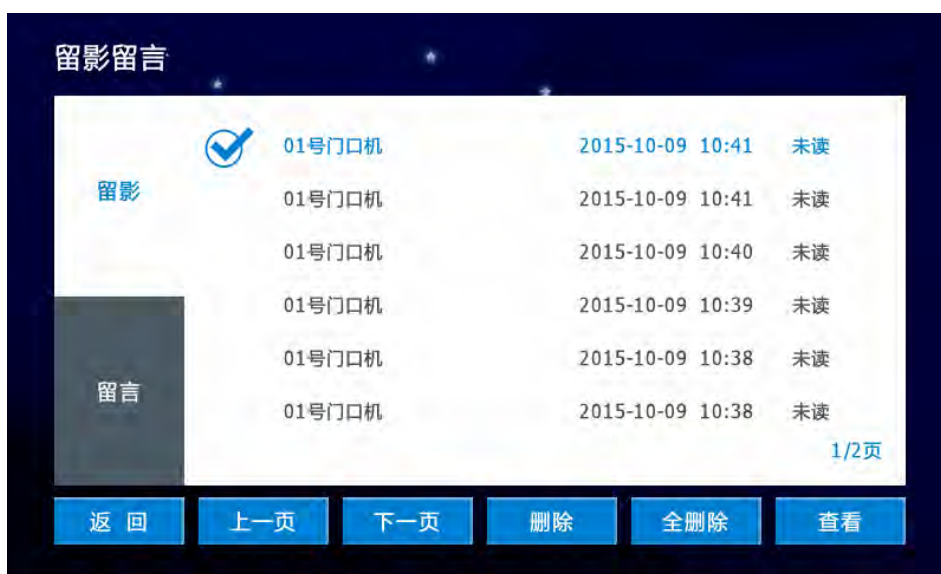 留影留言
01号门口机 2015-10-09 10:41 未读
留影
01号门口机 2015-10-09 10:41 未读
01号门口机 2015-10-09 10:40 未读
01号门口机 2015-10-09 10:39 未读
01号门口机 2015-10-09 10:38 未读
留言
01号门口机 2015-10-09 10:38 未读
1/2页
返 回 上一页 下一页 删除 全删除 查看